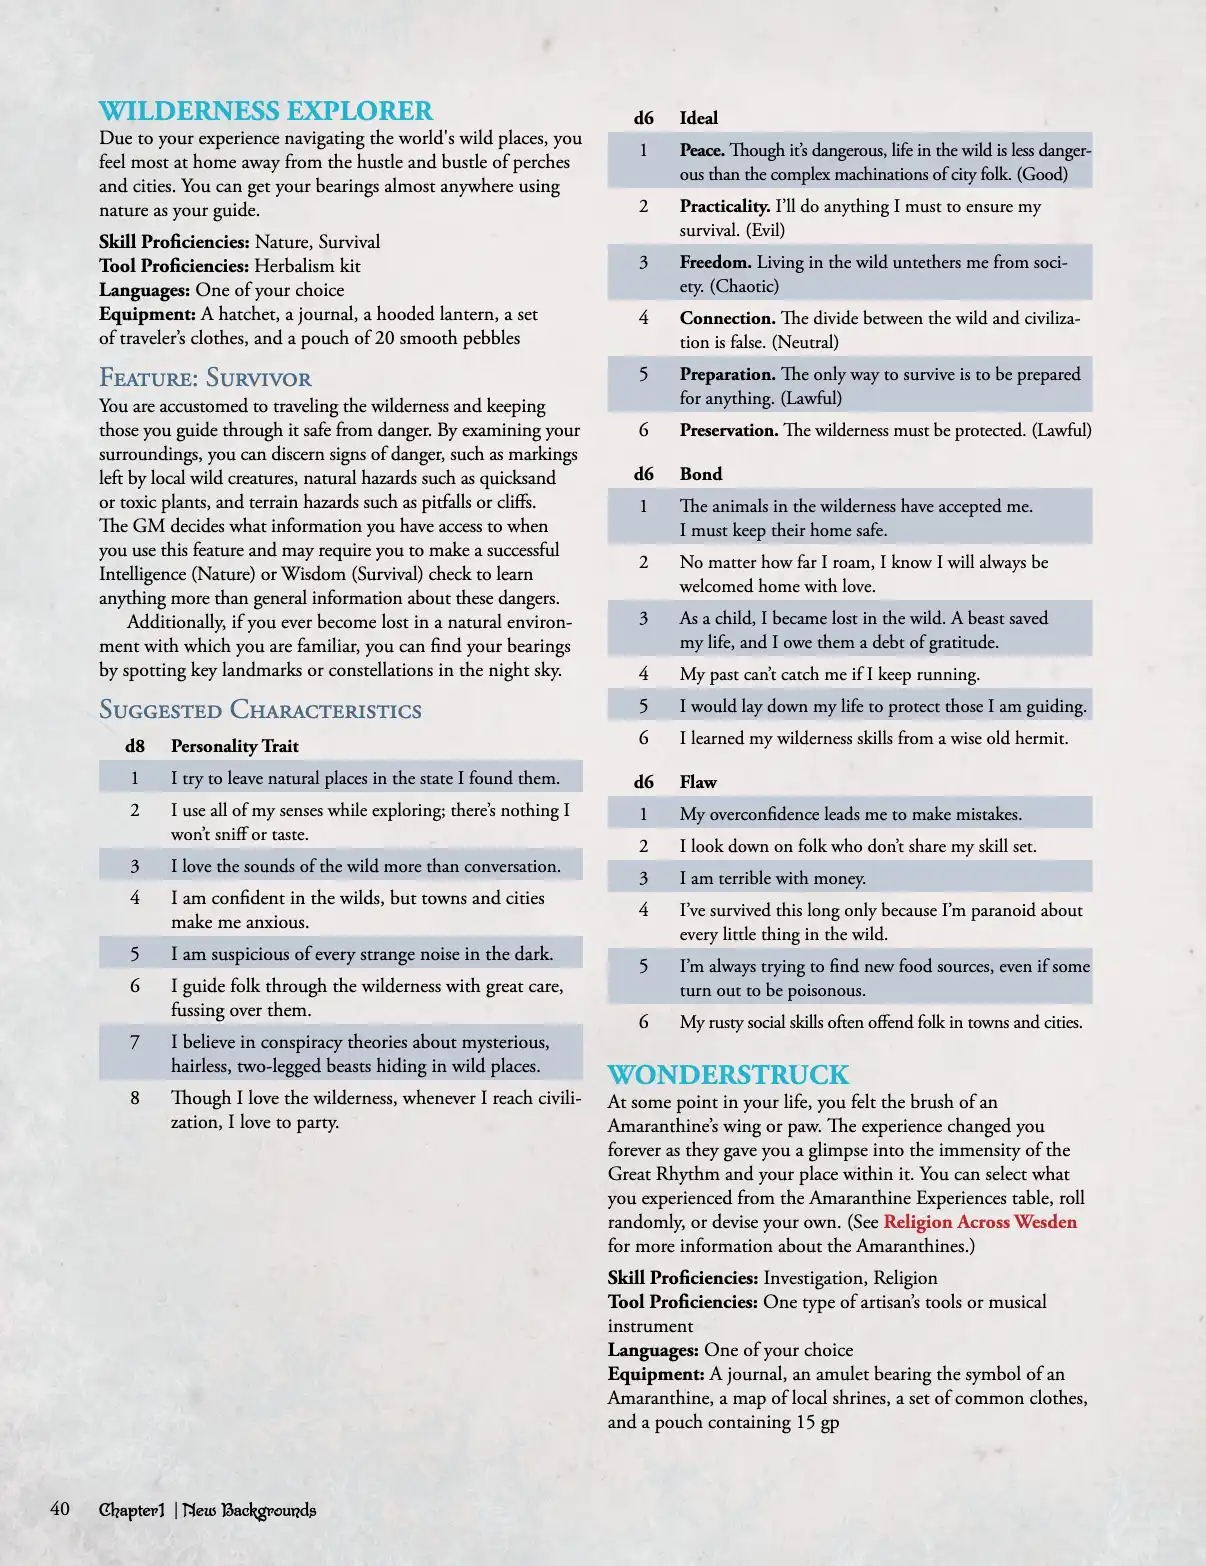 WILDERNESS EXPLORER
Due to your experience navigating the world's wild places, you
feel most at home away from the hustle and bustle of perches
and cities. You can get your bearings almost anywhere using
nature as your guide.
Skill Proficiencies: Nature, Survival
Tool Proficiencies: Herbalism kit
Languages: One of your choice
Equipment: A hatchet, a journal, a hooded lantern, a set
of traveler’s clothes, and a pouch of 20 smooth pebbles
Feature: Survivor
You are accustomed to traveling the wilderness and keeping
those you guide through it safe from danger. By examining your
surroundings, you can discern signs of danger, such as markings
left by local wild creatures, natural hazards such as quicksand
or toxic plants, and terrain hazards such as pitfalls or cliffs.
The GM decides what information you have access to when
you use this feature and may require you to make a successful
Intelligence (Nature) or Wisdom (Survival) check to learn
anything more than general information about these dangers.
Additionally, if you ever become lost in a natural environ-
ment with which you are familiar, you can find your bearings
by spotting key landmarks or constellations in the night sky.
Suggested Characteristics
d8 Personality Trait
1 I try to leave natural places in the state I found them.
2 I use all of my senses while exploring; there’s nothing I
won’t sniff or taste.
3 I love the sounds of the wild more than conversation.
4 I am confident in the wilds, but towns and cities
make me anxious.
5 I am suspicious of every strange noise in the dark.
6 I guide folk through the wilderness with great care,
fussing over them.
7 I believe in conspiracy theories about mysterious,
hairless, two-legged beasts hiding in wild places.
8 Though I love the wilderness, whenever I reach civili-
zation, I love to party.
d6 Ideal
1 Peace. Though it’s dangerous, life in the wild is less danger-
ous than the complex machinations of city folk. (Good)
2 Practicality. I’ll do anything I must to ensure my
survival. (Evil)
3 Freedom. Living in the wild untethers me from soci-
ety. (Chaotic)
4 Connection. The divide between the wild and civiliza-
tion is false. (Neutral)
5 Preparation. The only way to survive is to be prepared
for anything. (Lawful)
6 Preservation. The wilderness must be protected. (Lawful)
d6 Bond
1 The animals in the wilderness have accepted me.
I must keep their home safe.
2 No matter how far I roam, I know I will always be
welcomed home with love.
3 As a child, I became lost in the wild. A beast saved
my life, and I owe them a debt of gratitude.
4 My past can’t catch me if I keep running.
5 I would lay down my life to protect those I am guiding.
6 I learned my wilderness skills from a wise old hermit.
d6 Flaw
1 My overconfidence leads me to make mistakes.
2 I look down on folk who don’t share my skill set.
3 I am terrible with money.
4 I’ve survived this long only because I’m paranoid about
every little thing in the wild.
5 I’m always trying to find new food sources, even if some
turn out to be poisonous.
6 My rusty social skills often offend folk in towns and cities.
WONDERSTRUCK
At some point in your life, you felt the brush of an
Amaranthine’s wing or paw. The experience changed you
forever as they gave you a glimpse into the immensity of the
Great Rhythm and your place within it. You can select what
you experienced from the Amaranthine Experiences table, roll
randomly, or devise your own. (See Religion Across Wesden
for more information about the Amaranthines.)
Skill Proficiencies: Investigation, Religion
Tool Proficiencies: One type of artisan’s tools or musical
instrument
Languages: One of your choice
Equipment: A journal, an amulet bearing the symbol of an
Amaranthine, a map of local shrines, a set of common clothes,
and a pouch containing 15 gp
40 Chapter1 | New Backgrounds